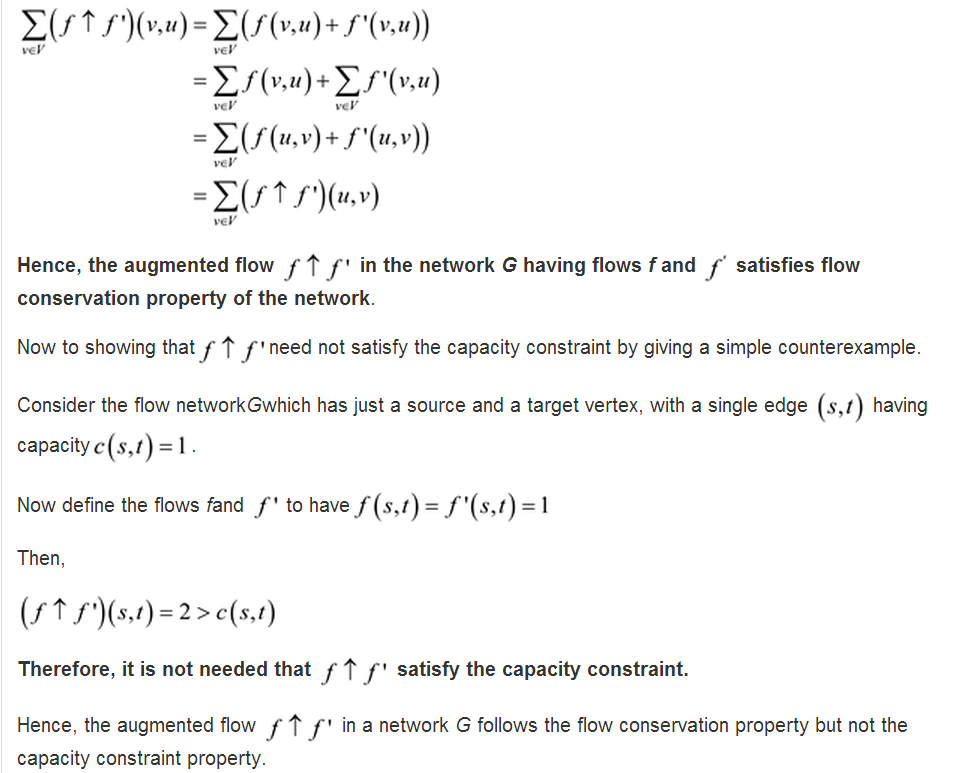 ∑(f ↑ f')(v,u) = ∑(f(v,u) + f'(v,u))
v∈V v∈V
= ∑f(v,u) + ∑f'(v,u)
v∈V v∈V
= ∑(f(u,v) + f'(u,v))
v∈V
= ∑(f ↑ f')(u,v)
v∈V
Hence, the augmented flow f ↑ f' in the network G having flows f and f' satisfies flow
conservation property of the network.
Now to showing that f ↑ f' need not satisfy the capacity constraint by giving a simple counterexample.
Consider the flow networkGwhich has just a source and a target vertex, with a single edge (s,t) having
capacity c(s,t) = 1.
Now define the flows fand f' to have f(s,t) = f'(s,t) = 1
Then,
(f ↑ f')(s,t) = 2 > c(s,t)
Therefore, it is not needed that f ↑ f' satisfy the capacity constraint.
Hence, the augmented flow f ↑ f' in a network G follows the flow conservation property but not the
capacity constraint property.